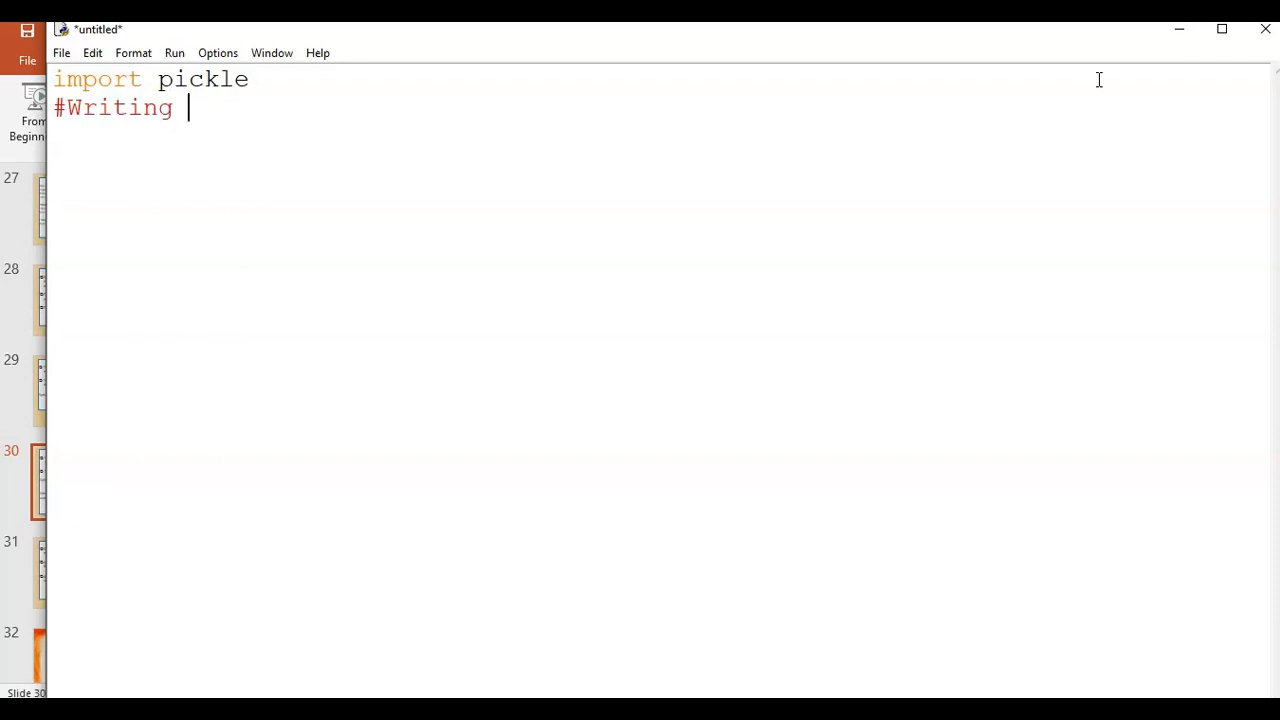 *untitled*
File
File Edit Format Run Options Window Help
import pickle
#Writing
From
Beginn
27
28
29
30
31
32
Slide 30